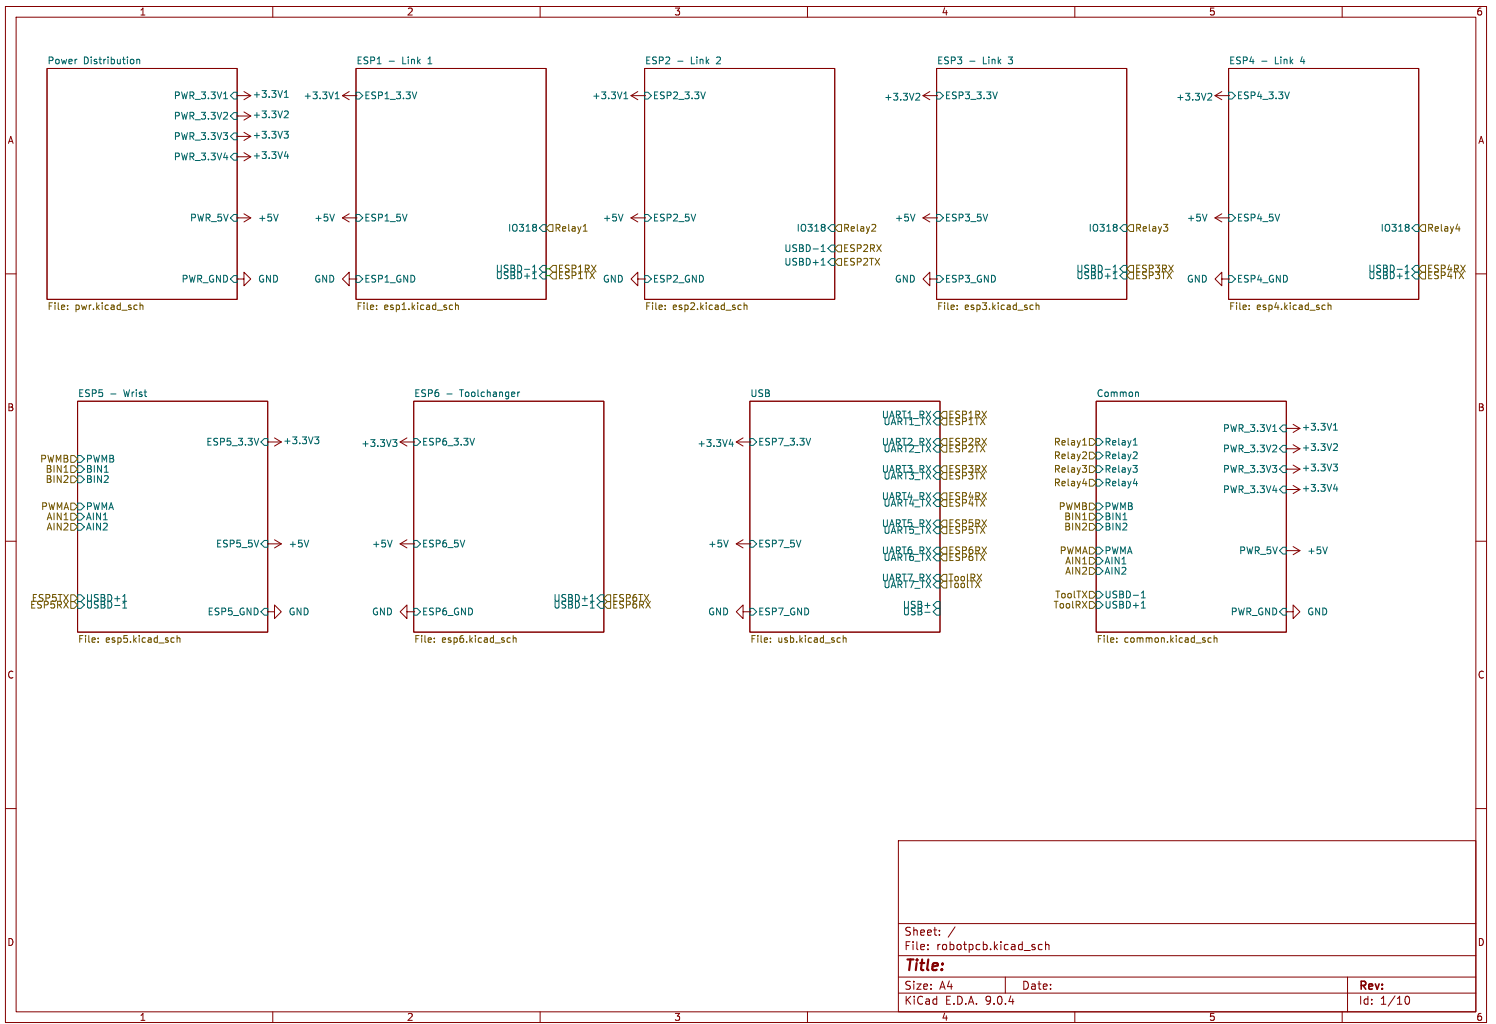 1 2 3 4 5 6
Power Distribution
PWR_3.3V1 +3.3V1
PWR_3.3V2 +3.3V2
PWR_3.3V3 +3.3V3
PWR_3.3V4 +3.3V4
PWR_5V +5V
PWR_GND GND
File: pwr.kicad_sch
ESP1 - Link 1
+3.3V1 ESP1_3.3V
+5V ESP1_5V
IO318 Relay1
USBD-1 ESP1RX
USBD+1 ESP1TX
GND ESP1_GND
File: esp1.kicad_sch
ESP2 - Link 2
+3.3V1 ESP2_3.3V
+5V ESP2_5V
IO318 Relay2
USBD-1 ESP2RX
USBD+1 ESP2TX
GND ESP2_GND
File: esp2.kicad_sch
ESP3 - Link 3
+3.3V2 ESP3_3.3V
+5V ESP3_5V
IO318 Relay3
USBD-1 ESP3RX
USBD+1 ESP3TX
GND ESP3_GND
File: esp3.kicad_sch
ESP4 - Link 4
+3.3V2 ESP4_3.3V
+5V ESP4_5V
IO318 Relay4
USBD-1 ESP4RX
USBD+1 ESP4TX
GND ESP4_GND
File: esp4.kicad_sch
A A
ESP5 - Wrist
ESP5_3.3V +3.3V3
PWMB PWMB
BIN1 BIN1
BIN2 BIN2
PWMA PWMA
AIN1 AIN1
AIN2 AIN2
ESP5_5V +5V
ESP5TX USBD+1
ESP5RX USBD-1
ESP5_GND GND
File: esp5.kicad_sch
ESP6 - Toolchanger
+3.3V3 ESP6_3.3V
+5V ESP6_5V
USBD+1 ESP6TX
USBD-1 ESP6RX
GND ESP6_GND
File: esp6.kicad_sch
USB
UART1_RX ESP1RX
UART1_TX ESP1TX
+3.3V4 ESP7_3.3V
UART2_RX ESP2RX
UART2_TX ESP2TX
UART3_RX ESP3RX
UART3_TX ESP3TX
UART4_RX ESP4RX
UART4_TX ESP4TX
UART5_RX ESP5RX
UART5_TX ESP5TX
+5V ESP7_5V
UART6_RX ESP6RX
UART6_TX ESP6TX
UART7_RX ToolRX
UART7_TX ToolTX
USB+
USB-
GND ESP7_GND
File: usb.kicad_sch
Common
PWR_3.3V1 +3.3V1
PWR_3.3V2 +3.3V2
PWR_3.3V3 +3.3V3
PWR_3.3V4 +3.3V4
Relay1 Relay1
Relay2 Relay2
Relay3 Relay3
Relay4 Relay4
PWMB PWMB
BIN1 BIN1
BIN2 BIN2
PWMA PWMA
AIN1 AIN1
AIN2 AIN2
PWR_5V +5V
ToolTX USBD-1
ToolRX USBD+1
PWR_GND GND
File: common.kicad_sch
B B
C C
D D
Sheet: /
File: robotpcb.kicad_sch
Title:
Size: A4 Date: Rev:
KiCad E.D.A. 9.0.4 Id: 1/10
1 2 3 4 5 6